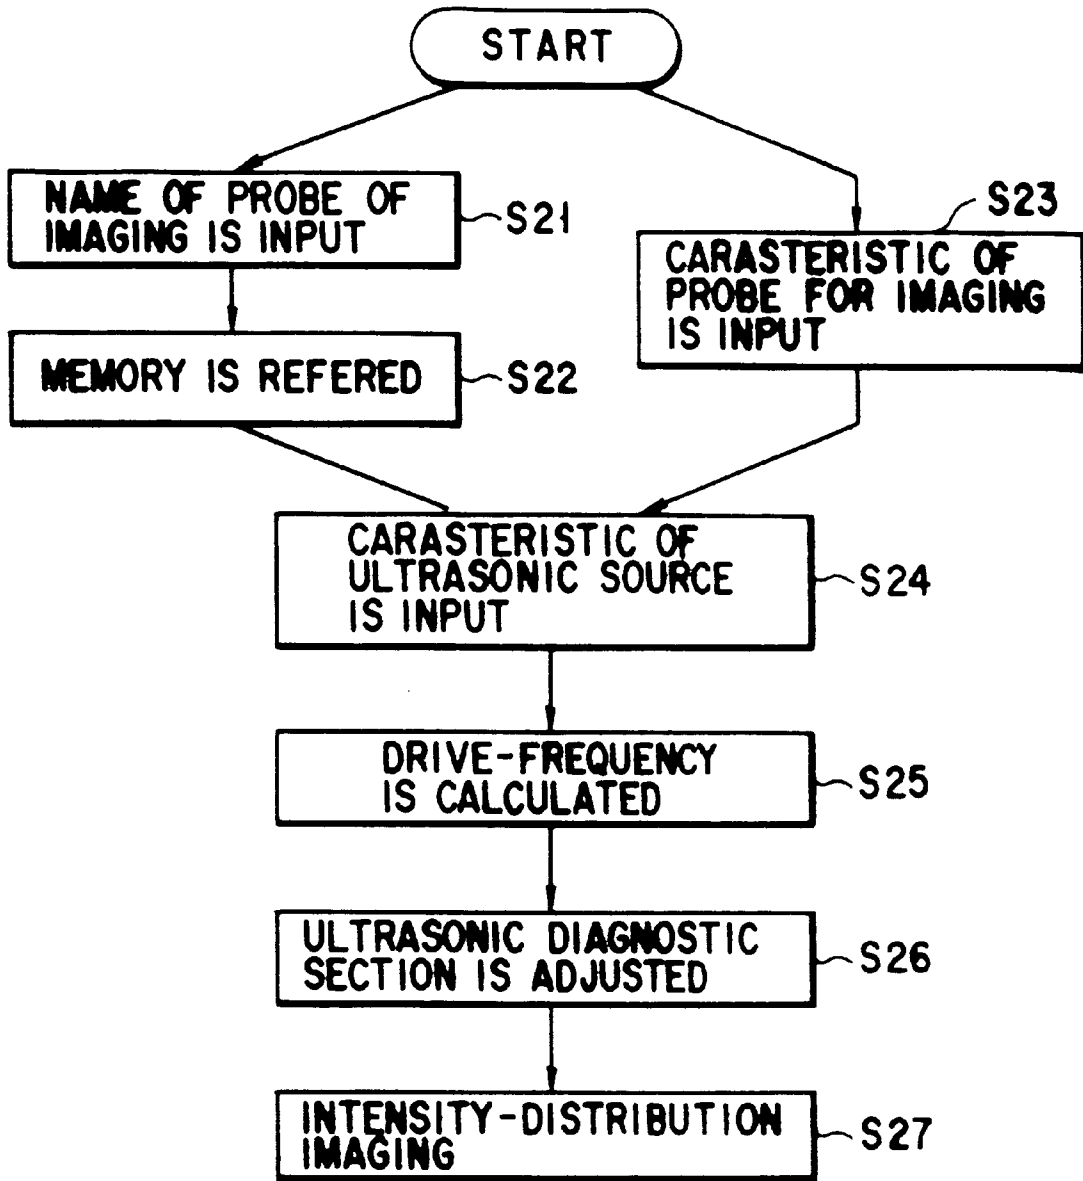 START
NAME OF PROBE OF
IMAGING IS INPUT
S21
S23
CARASTERISTIC OF
PROBE FOR IMAGING
IS INPUT
MEMORY IS REFERED
S22
CARASTERISTIC OF
ULTRASONIC SOURCE
IS INPUT
S24
DRIVE-FREQUENCY
IS CALCULATED
S25
ULTRASONIC DIAGNOSTIC
SECTION IS ADJUSTED
S26
INTENSITY-DISTRIBUTION
IMAGING
S27